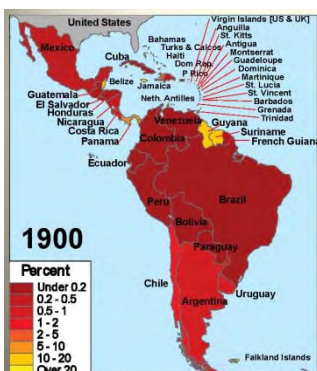 United States
Mexico
Bahamas
Cuba
Turks & Caicos
Haiti
Dom Rep.
P Rico
Virgin Islands [US & UK]
Anguilla
St. Kitts
Antigua
Montserrat
Guadeloupe
Dominica
Martinique
St. Lucia
St. Vincent
Barbados
Grenada
Trinidad
Belize
Jamaica
Neth. Antilles
Guatemala
El Salvador
Honduras
Nicaragua
Costa Rica
Panama
Venezuela
Colombia
Guyana
Suriname
French Guiana
Ecuador
Peru
Brazil
Bolivia
Paraguay
Chile
Argentina
Uruguay
Falkland Islands
1900
Percent
Under 0.2
0.2 - 0.5
0.5 - 1
1 - 2
2 - 5
5 - 10
10 - 20
Over 20